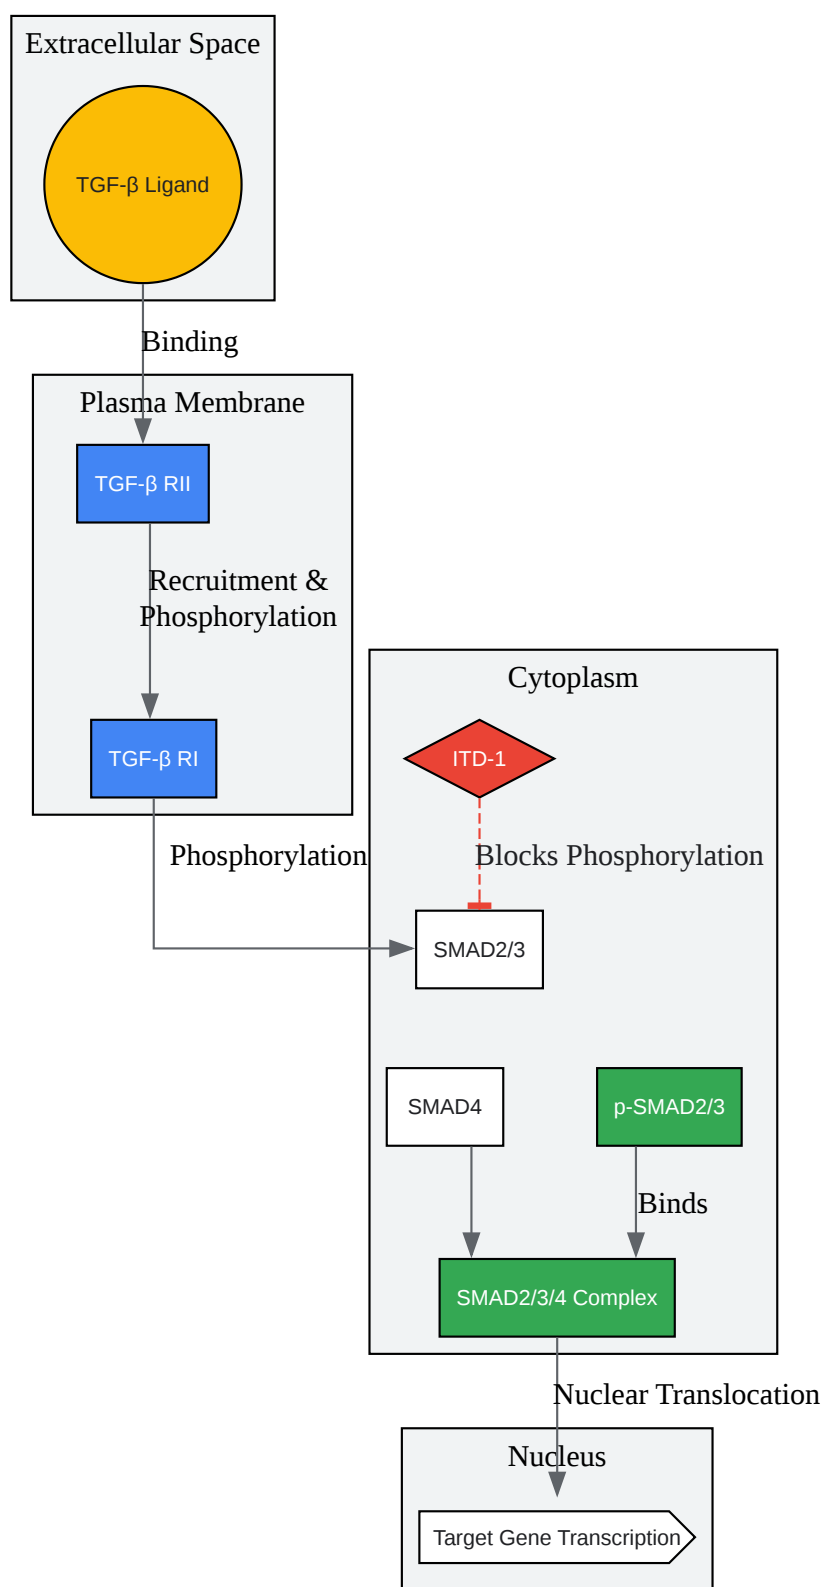 Extracellular Space
TGF-β Ligand
Binding
Plasma Membrane
TGF-β RII
Recruitment &
Phosphorylation
TGF-β RI
Cytoplasm
ITD-1
Phosphorylation
Blocks Phosphorylation
SMAD2/3
SMAD4
p-SMAD2/3
Binds
SMAD2/3/4 Complex
Nuclear Translocation
Nucleus
Target Gene Transcription